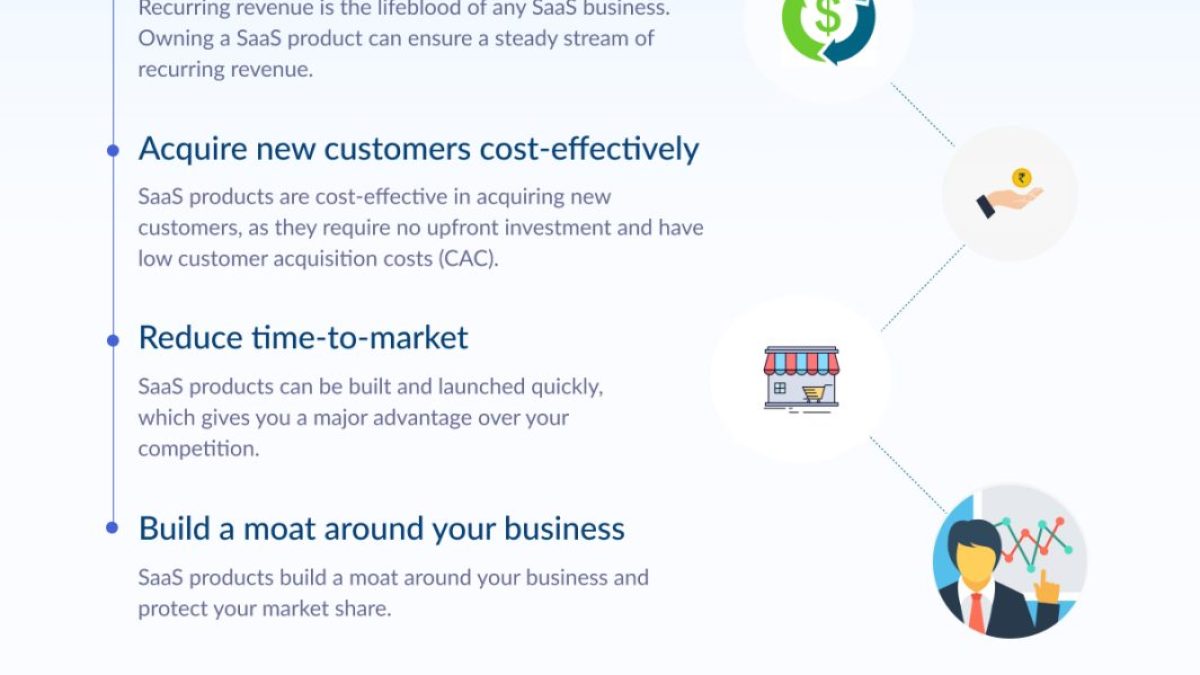 Recurring revenue is the lifeblood of any SaaS business.
Owning a SaaS product can ensure a steady stream of
recurring revenue.
$
Acquire new customers cost-effectively
SaaS products are cost-effective in acquiring new
customers, as they require no upfront investment and have
low customer acquisition costs (CAC).
₹
Reduce time-to-market
SaaS products can be built and launched quickly,
which gives you a major advantage over your
competition.
Build a moat around your business
SaaS products build a moat around your business and
protect your market share.